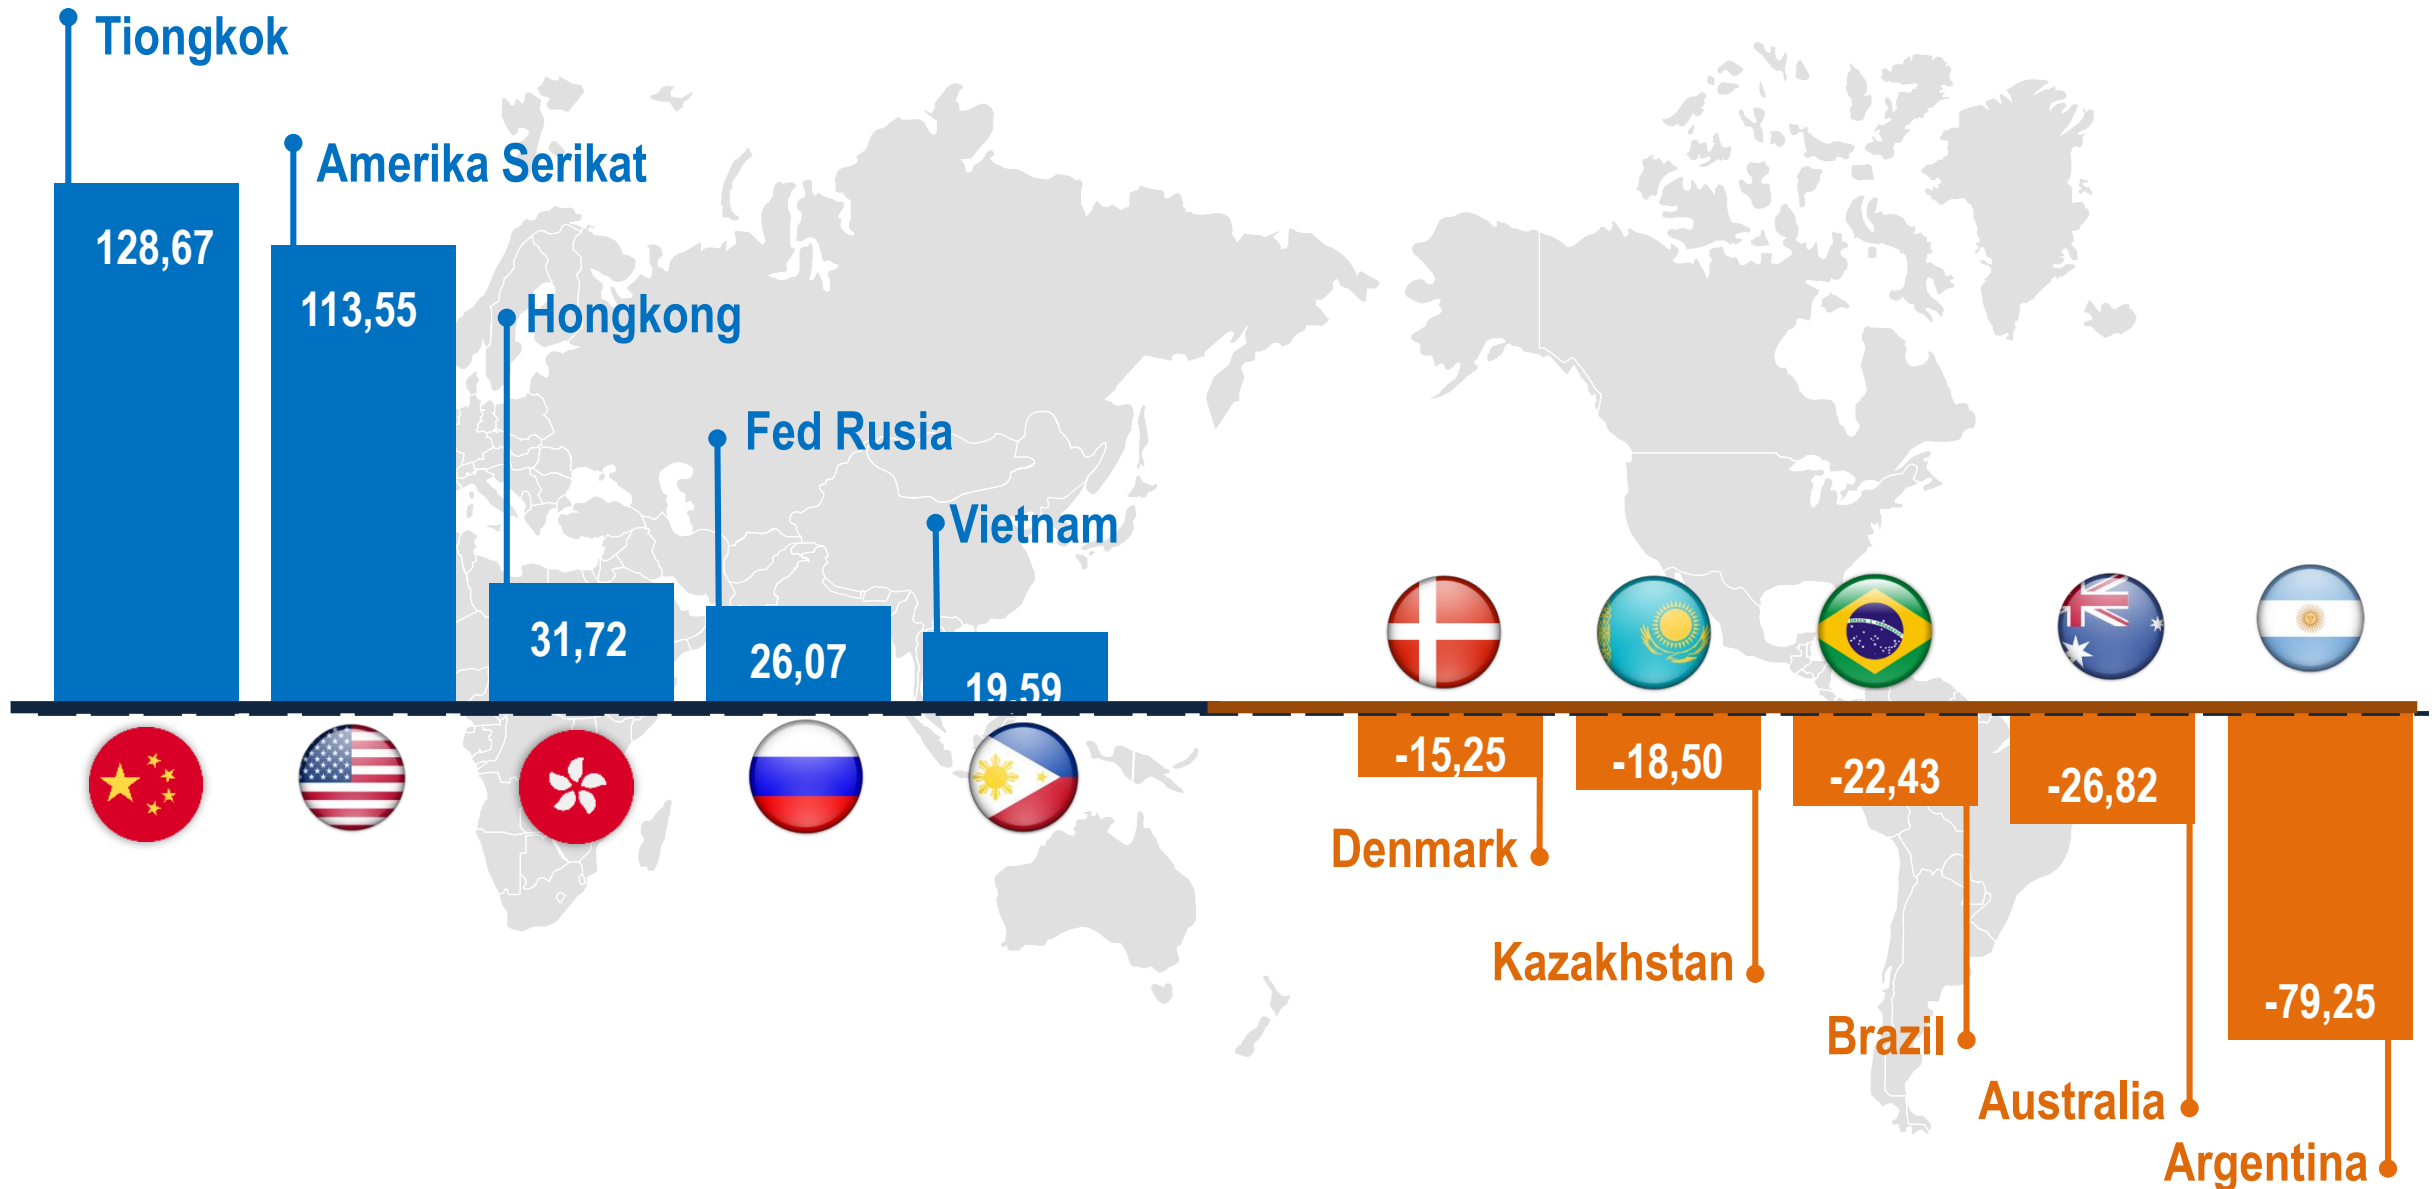 Tiongkok
128,67
Amerika Serikat
113,55
Hongkong
31,72
Fed Rusia
26,07
Vietnam
19,59
-15,25
Denmark
-18,50
Kazakhstan
-22,43
Brazil
-26,82
Australia
-79,25
Argentina